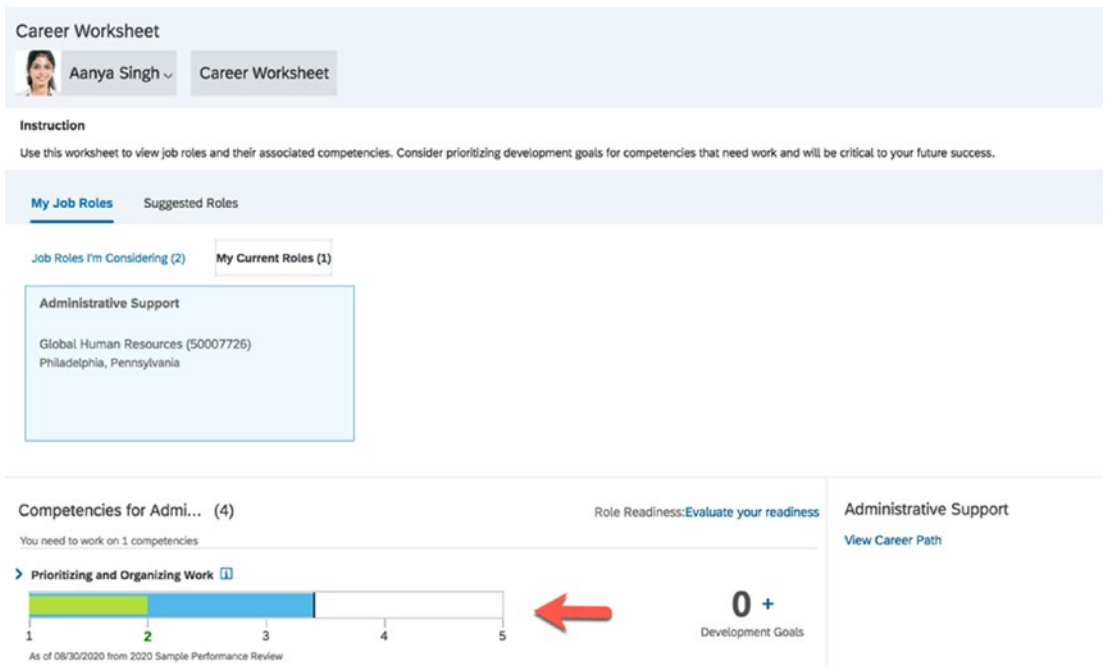 Career Worksheet
Aanya Singh
Career Worksheet
Instruction
Use this worksheet to view job roles and their associated competencies. Consider prioritizing development goals for competencies that need work and will be critical to your future success.
My Job Roles
Suggested Roles
Job Roles I'm Considering (2)
My Current Roles (1)
Administrative Support
Global Human Resources (50007726)
Philadelphia, Pennsylvania
Competencies for Admi... (4)
Role Readiness:Evaluate your readiness
You need to work on 1 competencies
Administrative Support
View Career Path
Prioritizing and Organizing Work
1 2 3 4 5
0 +
Development Goals
As of 08/30/2020 from 2020 Sample Performance Review